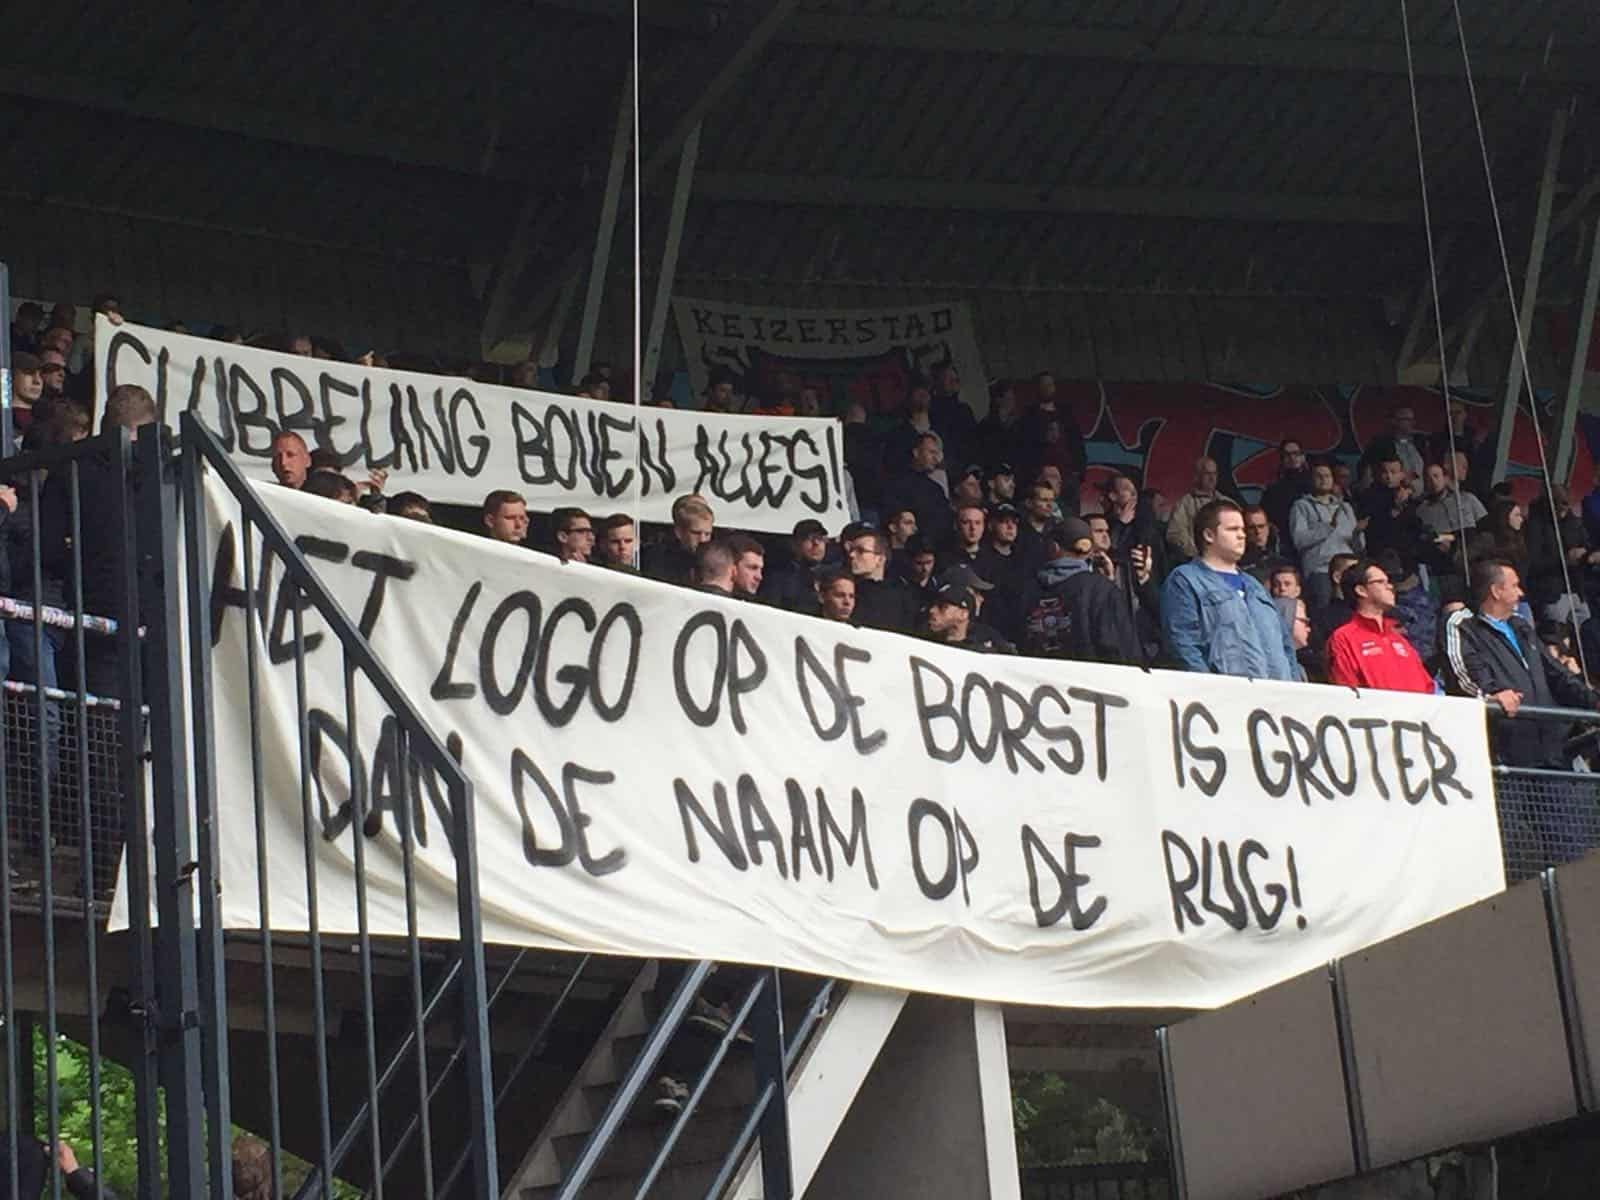 KEIZERSTAD
CLUBBELANG BOVEN ALLES!
HET LOGO OP DE BORST IS GROTER
DAN DE NAAM OP DE RUG!